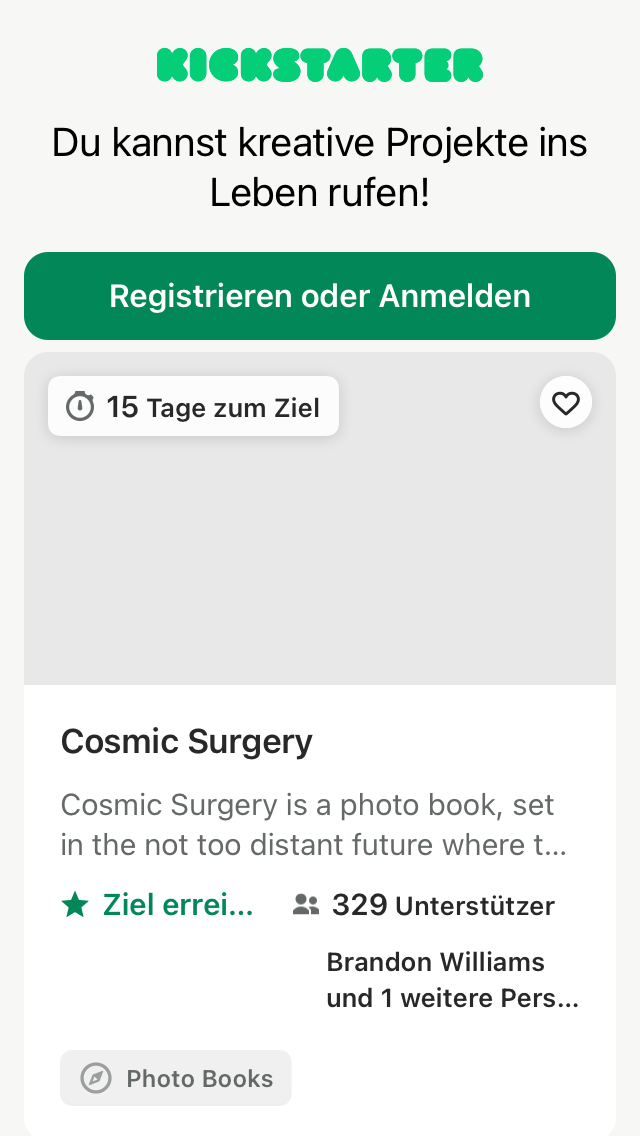 KICKSTARTER
Du kannst kreative Projekte ins
Leben rufen!
Registrieren oder Anmelden
15 Tage zum Ziel
Cosmic Surgery
Cosmic Surgery is a photo book, set
in the not too distant future where t...
Ziel errei...
329 Unterstützer
Brandon Williams
und 1 weitere Pers...
Photo Books